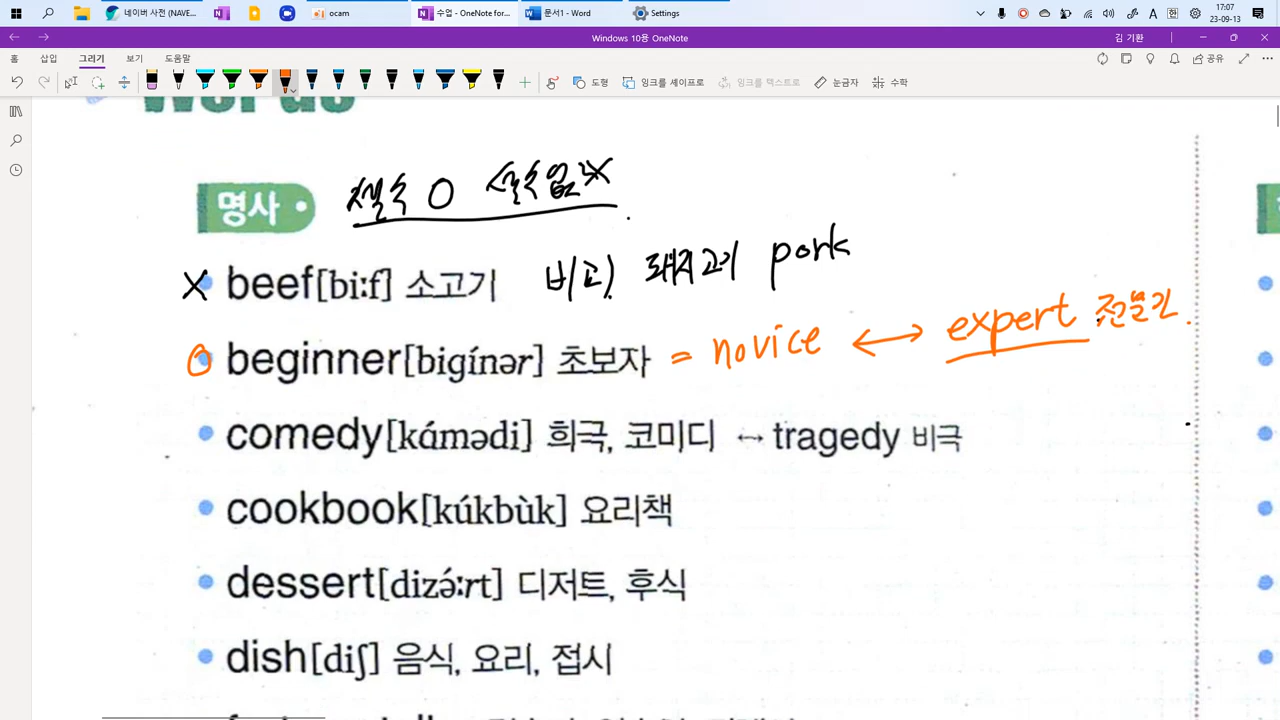 네이버 사전 (NAVE... ocam 수업 - OneNote for... 문서1 - Word Settings A 한 17:07
23-09-13
Windows 10용 OneNote 김 기환
홈 삽입 그리기 보기 도움말 공유
도형 잉크를 셰이프로 잉크를 텍스트로 눈금자 수학
Words
명사 셀수 O 셀수없 X
X beef[biːf] 소고기 비교) 돼지고기 pork
O beginner[bigínər] 초보자 = novice ↔ expert 전문가.
comedy[kámədi] 희극, 코미디 ↔ tragedy 비극
cookbook[kúkbùk] 요리책
dessert[dizə́ːrt] 디저트, 후식
dish[diʃ] 음식, 요리, 접시